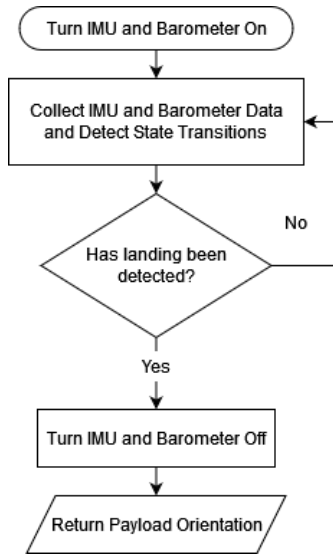 Turn IMU and Barometer On
Collect IMU and Barometer Data
and Detect State Transitions
No
Has landing been
detected?
Yes
Turn IMU and Barometer Off
Return Payload Orientation